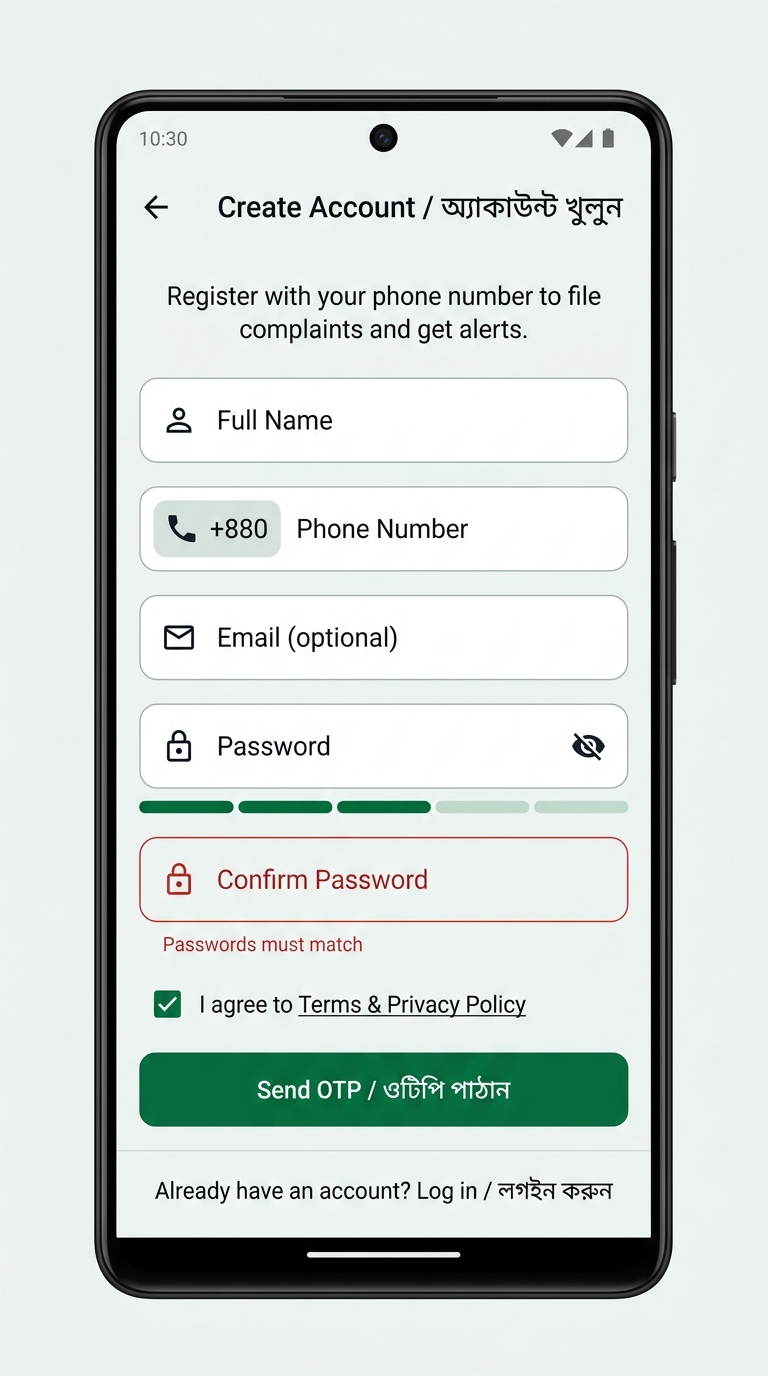 10:30
Create Account / অ্যাকাউন্ট খুলুন
Register with your phone number to file
complaints and get alerts.
Full Name
+880 Phone Number
Email (optional)
Password
Confirm Password
Passwords must match
I agree to Terms & Privacy Policy
Send OTP / ওটিপি পাঠান
Already have an account? Log in / লগইন করুন